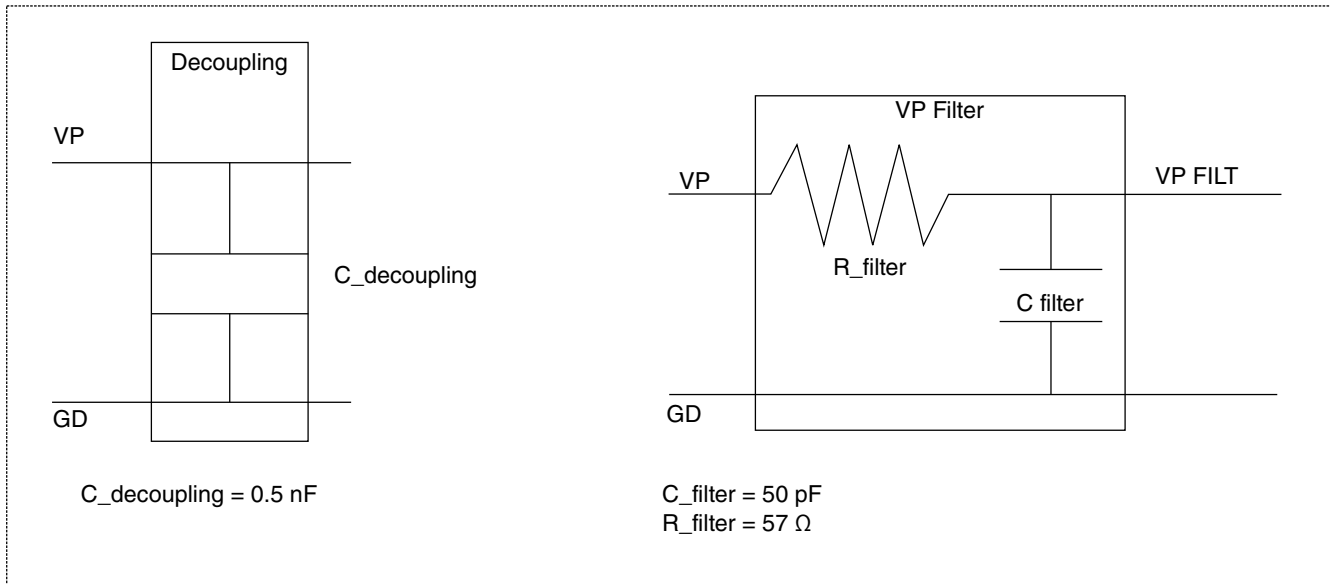 Decoupling
VP
C_decoupling
GD
C_decoupling = 0.5 nF
VP Filter
VP
VP FILT
R_filter
C filter
GD
C_filter = 50 pF
R_filter = 57 Ω